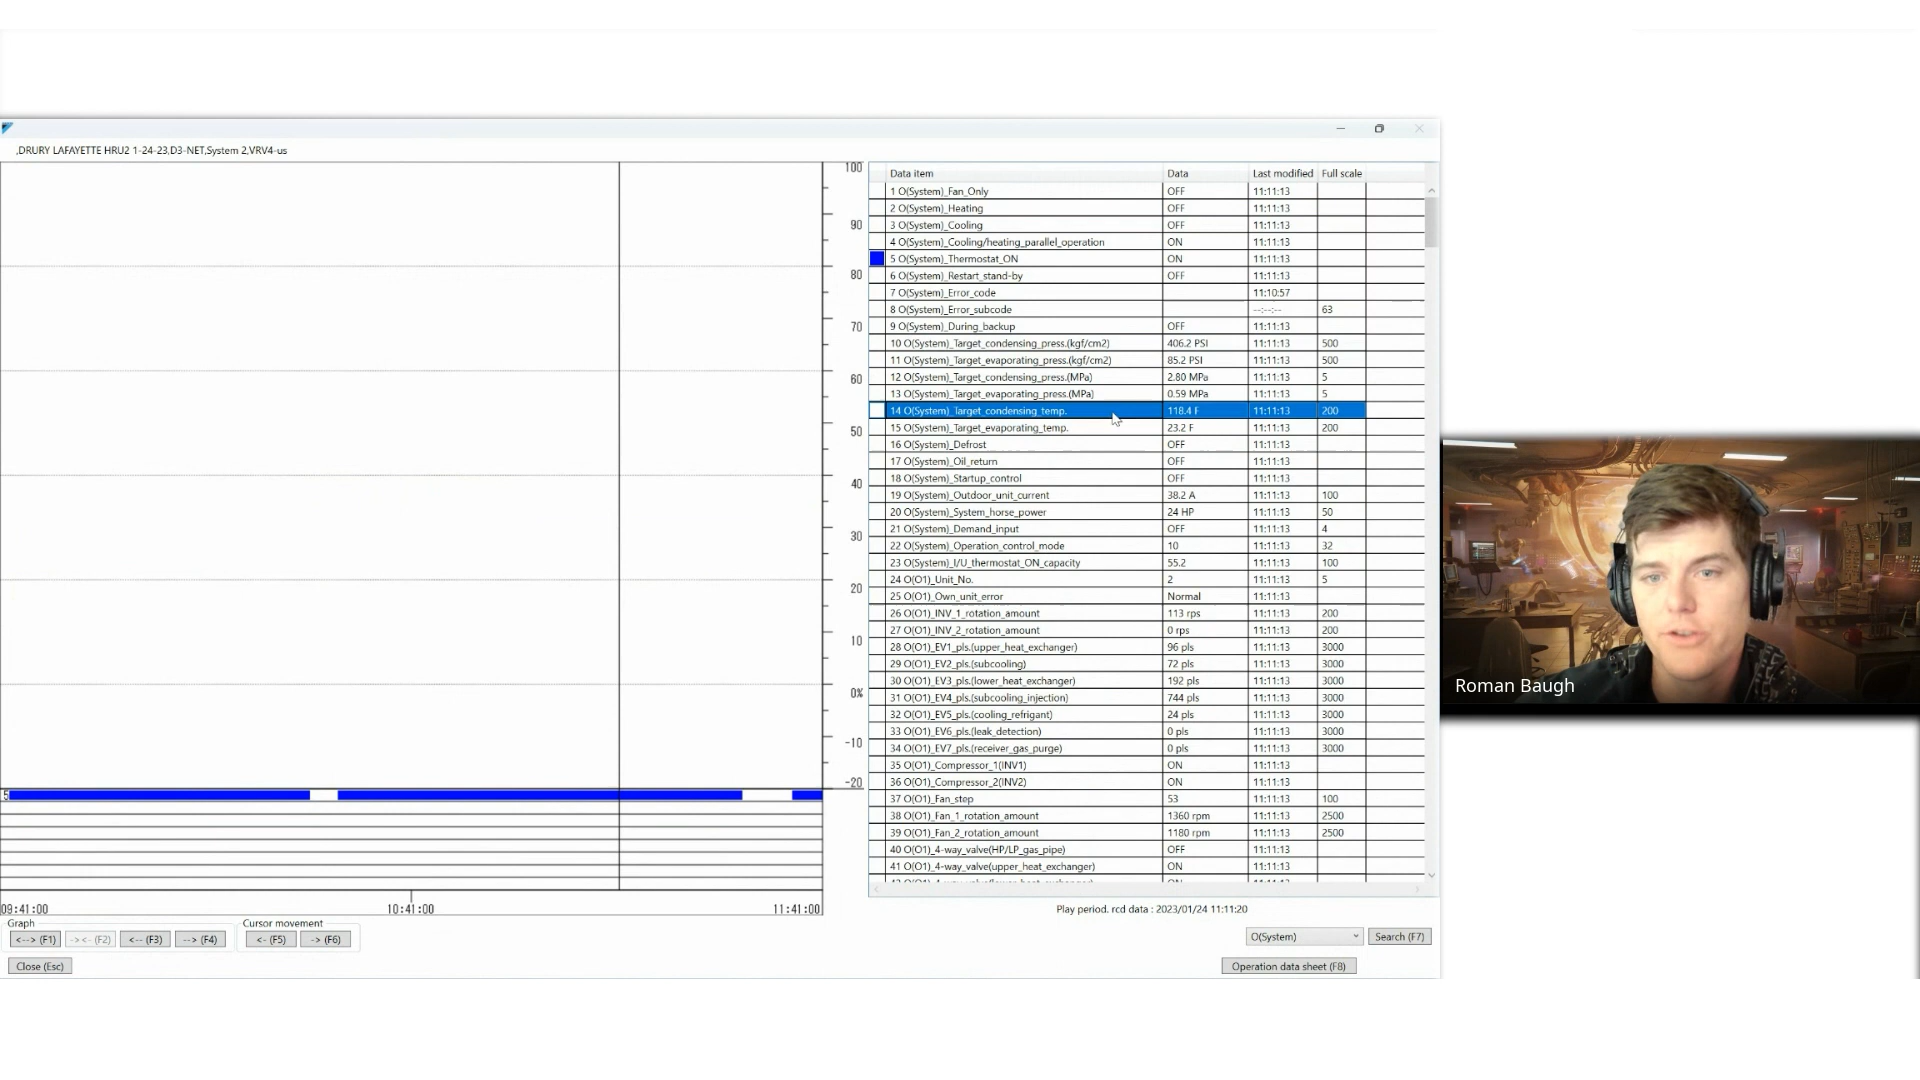 ,DRURY LAFAYETTE HRU2 1-24-23,D3-NET,System 2,VRV4-us
100
90
80
70
60
50
40
30
20
10
0%
-10
-20
5
09:41:00 10:41:00 11:41:00
Data item Data Last modified Full scale
1 O(System)_Fan_Only OFF 11:11:13
2 O(System)_Heating OFF 11:11:13
3 O(System)_Cooling OFF 11:11:13
4 O(System)_Cooling/heating_parallel_operation ON 11:11:13
5 O(System)_Thermostat_ON ON 11:11:13
6 O(System)_Restart_stand-by OFF 11:11:13
7 O(System)_Error_code 11:10:57
8 O(System)_Error_subcode --:--:-- 63
9 O(System)_During_backup OFF 11:11:13
10 O(System)_Target_condensing_press.(kgf/cm2) 406.2 PSI 11:11:13 500
11 O(System)_Target_evaporating_press.(kgf/cm2) 85.2 PSI 11:11:13 500
12 O(System)_Target_condensing_press.(MPa) 2.80 MPa 11:11:13 5
13 O(System)_Target_evaporating_press.(MPa) 0.59 MPa 11:11:13 5
14 O(System)_Target_condensing_temp. 118.4 F 11:11:13 200
15 O(System)_Target_evaporating_temp. 23.2 F 11:11:13 200
16 O(System)_Defrost OFF 11:11:13
17 O(System)_Oil_return OFF 11:11:13
18 O(System)_Startup_control OFF 11:11:13
19 O(System)_Outdoor_unit_current 38.2 A 11:11:13 100
20 O(System)_System_horse_power 24 HP 11:11:13 50
21 O(System)_Demand_input OFF 11:11:13 4
22 O(System)_Operation_control_mode 10 11:11:13 32
23 O(System)_I/U_thermostat_ON_capacity 55.2 11:11:13 100
24 O(O1)_Unit_No. 2 11:11:13 5
25 O(O1)_Own_unit_error Normal 11:11:13
26 O(O1)_INV_1_rotation_amount 113 rps 11:11:13 200
27 O(O1)_INV_2_rotation_amount 0 rps 11:11:13 200
28 O(O1)_EV1_pls.(upper_heat_exchanger) 96 pls 11:11:13 3000
29 O(O1)_EV2_pls.(subcooling) 72 pls 11:11:13 3000
30 O(O1)_EV3_pls.(lower_heat_exchanger) 192 pls 11:11:13 3000
31 O(O1)_EV4_pls.(subcooling_injection) 744 pls 11:11:13 3000
32 O(O1)_EV5_pls.(cooling_refrigant) 24 pls 11:11:13 3000
33 O(O1)_EV6_pls.(leak_detection) 0 pls 11:11:13 3000
34 O(O1)_EV7_pls.(receiver_gas_purge) 0 pls 11:11:13 3000
35 O(O1)_Compressor_1(INV1) ON 11:11:13
36 O(O1)_Compressor_2(INV2) ON 11:11:13
37 O(O1)_Fan_step 53 11:11:13 100
38 O(O1)_Fan_1_rotation_amount 1360 rpm 11:11:13 2500
39 O(O1)_Fan_2_rotation_amount 1180 rpm 11:11:13 2500
40 O(O1)_4-way_valve(HP/LP_gas_pipe) OFF 11:11:13
41 O(O1)_4-way_valve(upper_heat_exchanger) ON 11:11:13
Play period. rcd data : 2023/01/24 11:11:20
Graph
<--> (F1) -><- (F2) <-- (F3) --> (F4)
Cursor movement
<- (F5) -> (F6)
O(System) Search (F7)
Close (Esc)
Operation data sheet (F8)
Roman Baugh